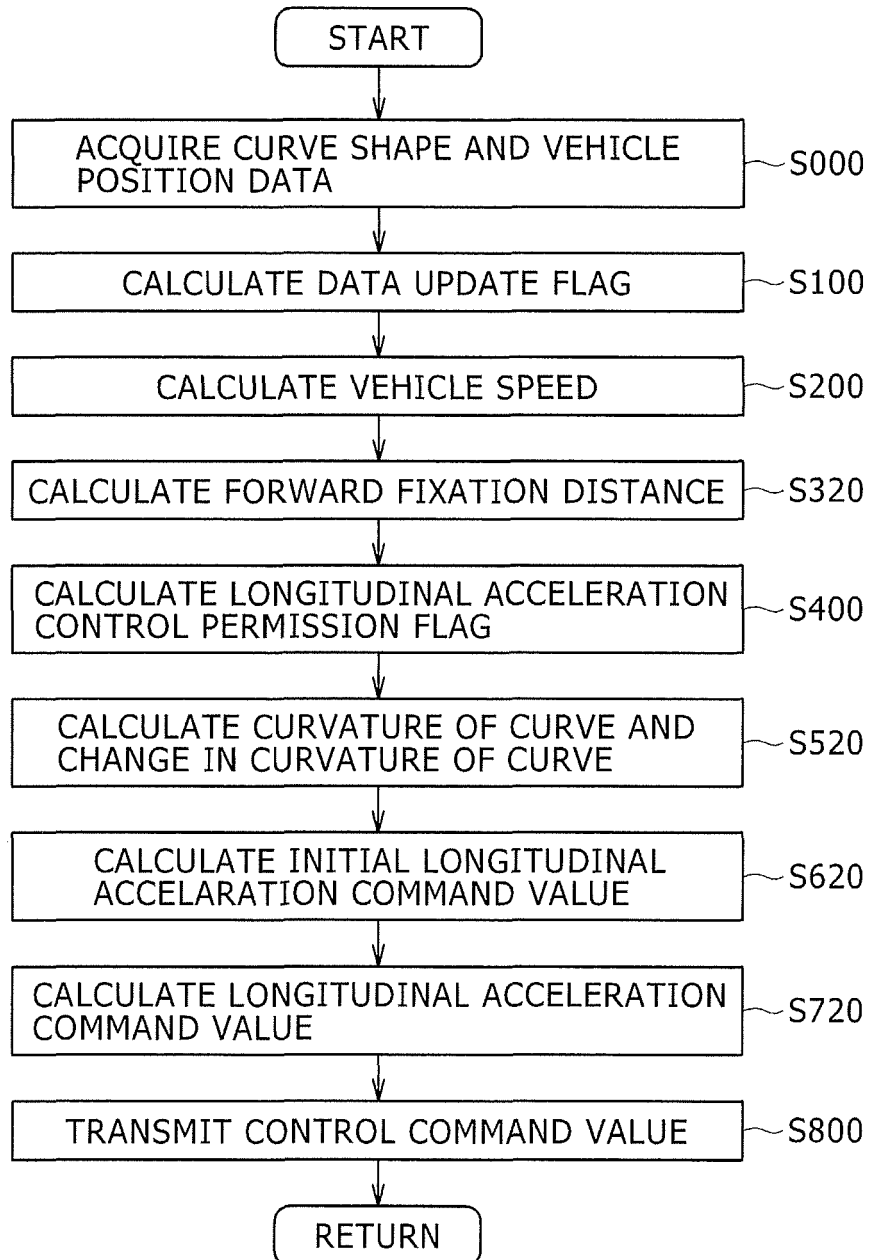 START
ACQUIRE CURVE SHAPE AND VEHICLE
POSITION DATA
S000
CALCULATE DATA UPDATE FLAG
S100
CALCULATE VEHICLE SPEED
S200
CALCULATE FORWARD FIXATION DISTANCE
S320
CALCULATE LONGITUDINAL ACCELERATION
CONTROL PERMISSION FLAG
S400
CALCULATE CURVATURE OF CURVE AND
CHANGE IN CURVATURE OF CURVE
S520
CALCULATE INITIAL LONGITUDINAL
ACCELARATION COMMAND VALUE
S620
CALCULATE LONGITUDINAL ACCELERATION
COMMAND VALUE
S720
TRANSMIT CONTROL COMMAND VALUE
S800
RETURN